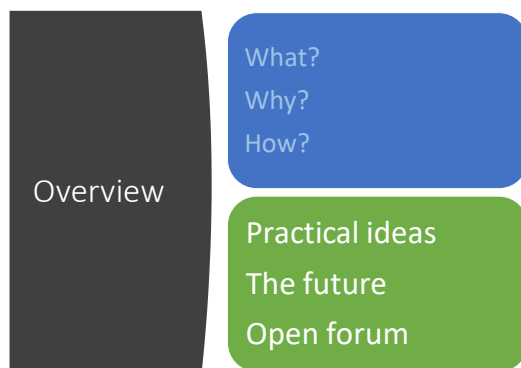 Overview
What?
Why?
How?
Practical ideas
The future
Open forum